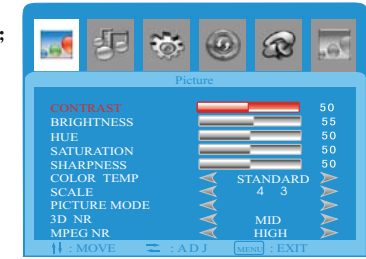 ;
Picture
CONTRAST 50
BRIGHTNESS 55
HUE 50
SATURATION 50
SHARPNESS 50
COLOR TEMP STANDARD
SCALE 4 3
PICTURE MODE
3D NR MID
MPEG NR HIGH
: MOVE : ADJ MENU : EXIT